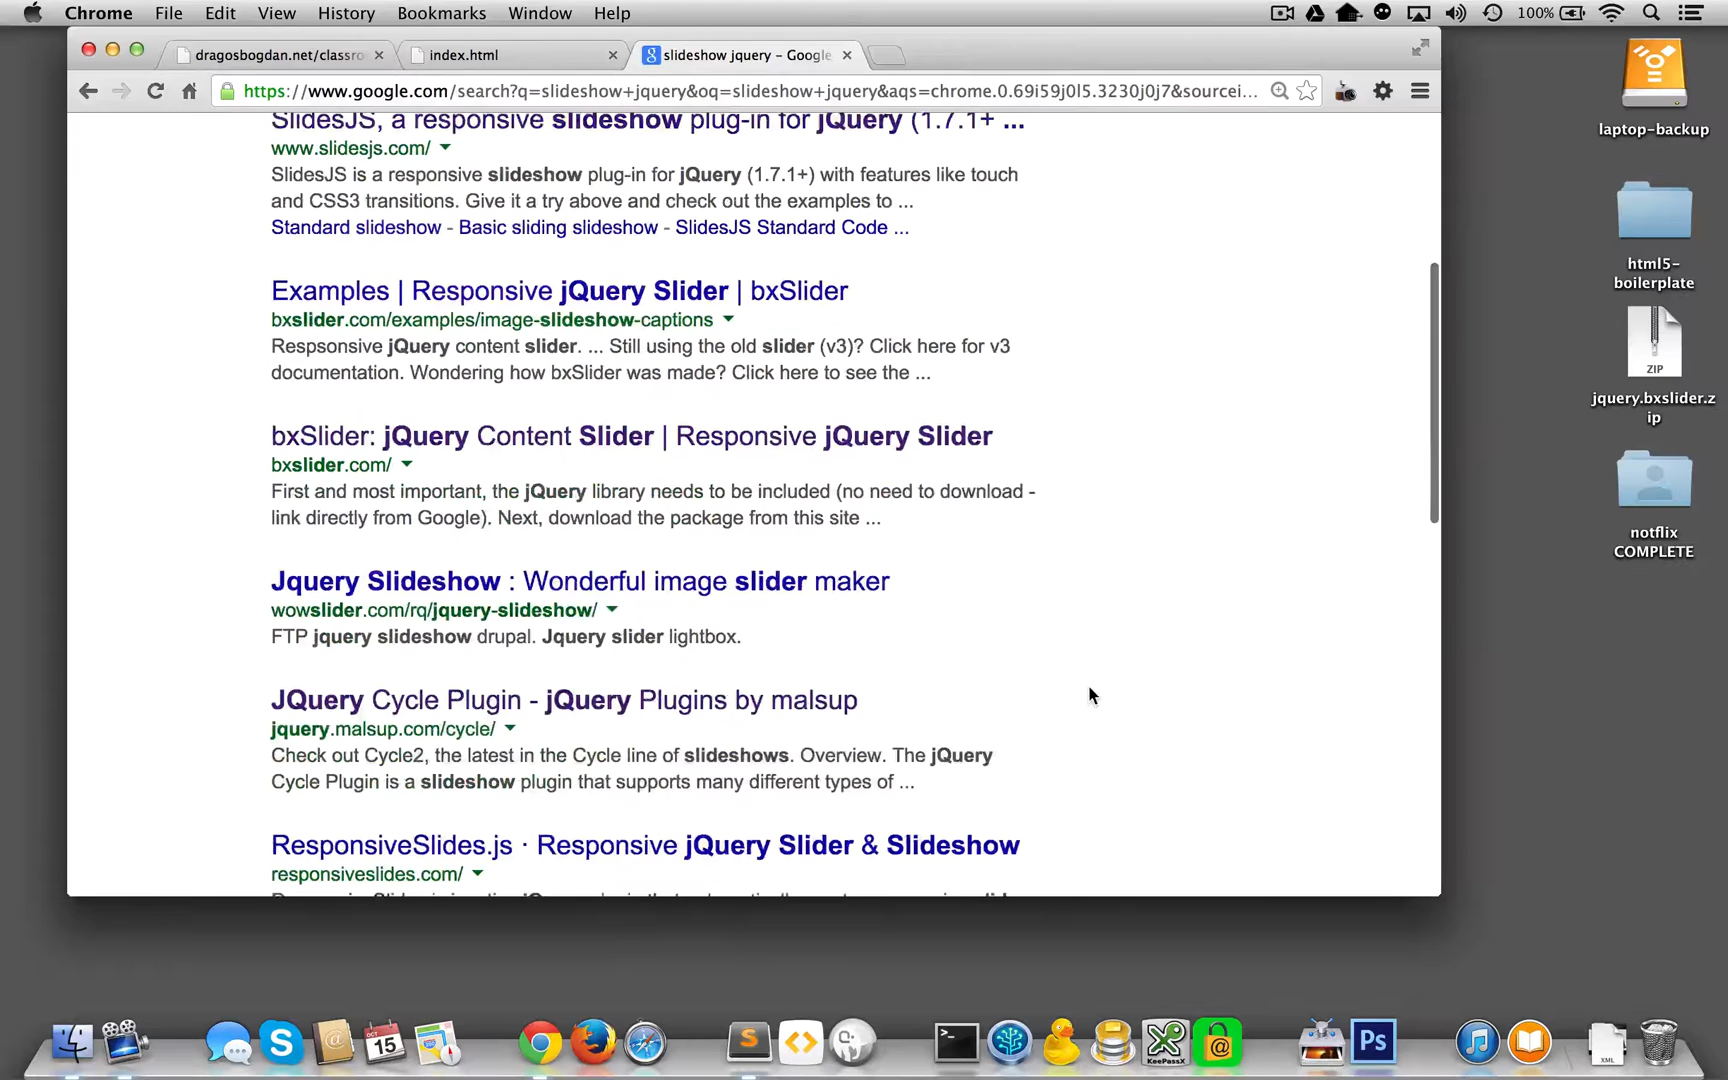 Chrome File Edit View History Bookmarks Window Help 100%
dragosbogdan.net/classro
index.html
slideshow jquery – Google
https://www.google.com/search?q=slideshow+jquery&oq=slideshow+jquery&aqs=chrome.0.69i59j0l5.3230j0j7&sourcei...
SlidesJS, a responsive slideshow plug-in for jQuery (1.7.1+ ...
www.slidesjs.com/
SlidesJS is a responsive slideshow plug-in for jQuery (1.7.1+) with features like touch
and CSS3 transitions. Give it a try above and check out the examples to ...
Standard slideshow - Basic sliding slideshow - SlidesJS Standard Code ...
Examples | Responsive jQuery Slider | bxSlider
bxslider.com/examples/image-slideshow-captions
Respsonsive jQuery content slider. ... Still using the old slider (v3)? Click here for v3
documentation. Wondering how bxSlider was made? Click here to see the ...
bxSlider: jQuery Content Slider | Responsive jQuery Slider
bxslider.com/
First and most important, the jQuery library needs to be included (no need to download -
link directly from Google). Next, download the package from this site ...
Jquery Slideshow : Wonderful image slider maker
wowslider.com/rq/jquery-slideshow/
FTP jquery slideshow drupal. Jquery slider lightbox.
JQuery Cycle Plugin - jQuery Plugins by malsup
jquery.malsup.com/cycle/
Check out Cycle2, the latest in the Cycle line of slideshows. Overview. The jQuery
Cycle Plugin is a slideshow plugin that supports many different types of ...
ResponsiveSlides.js · Responsive jQuery Slider & Slideshow
responsiveslides.com/
laptop-backup
html5-
boilerplate
ZIP
jquery.bxslider.z
ip
notflix
COMPLETE
OCT
15
KeePassX
Ps
XML